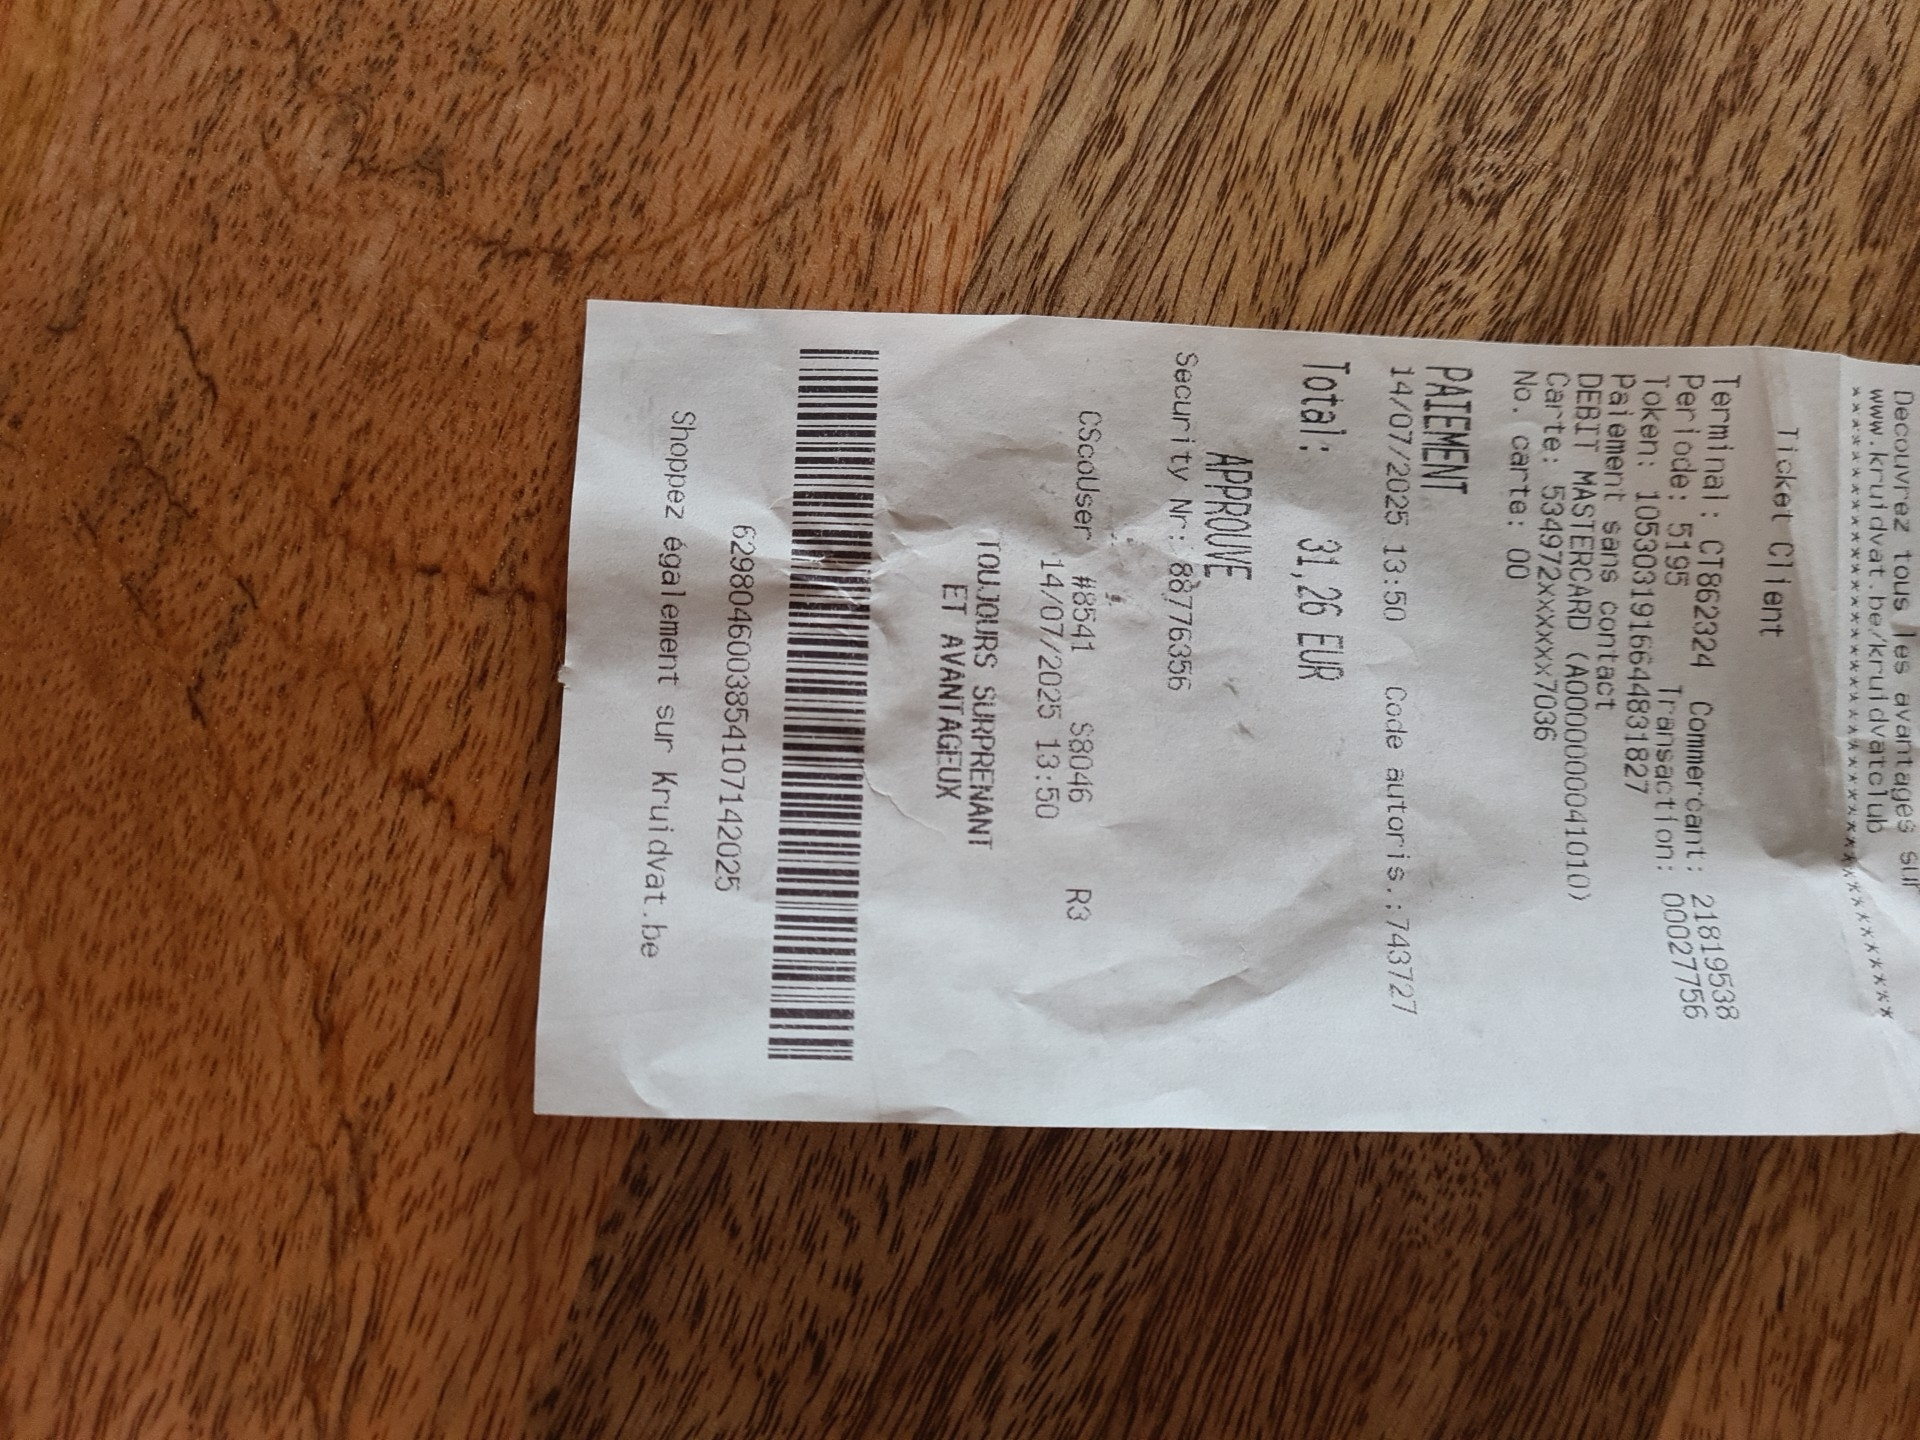 Decouvrez tous les avantages sur
www.kruidvat.be/kruidvatclub
****************************************
Ticket Client
Terminal: CT862324 Commercant: 21819538
Periode: 5195 Transaction: 00027756
Token: 1053031916644831827
Paiement sans contact
DEBIT MASTERCARD (A0000000041010)
Carte: 534972XXXXXX7036
No. carte: 00
PAIEMENT
14/07/2025 13:50 Code autoris.:743727
Total: 31,26 EUR
APPROUVE
Security Nr: 88776356
CScoUser #8541 S8046 R3
14/07/2025 13:50
TOUJOURS SURPRENANT
ET AVANTAGEUX
6298046003854107142025
Shoppez également sur Kruidvat.be